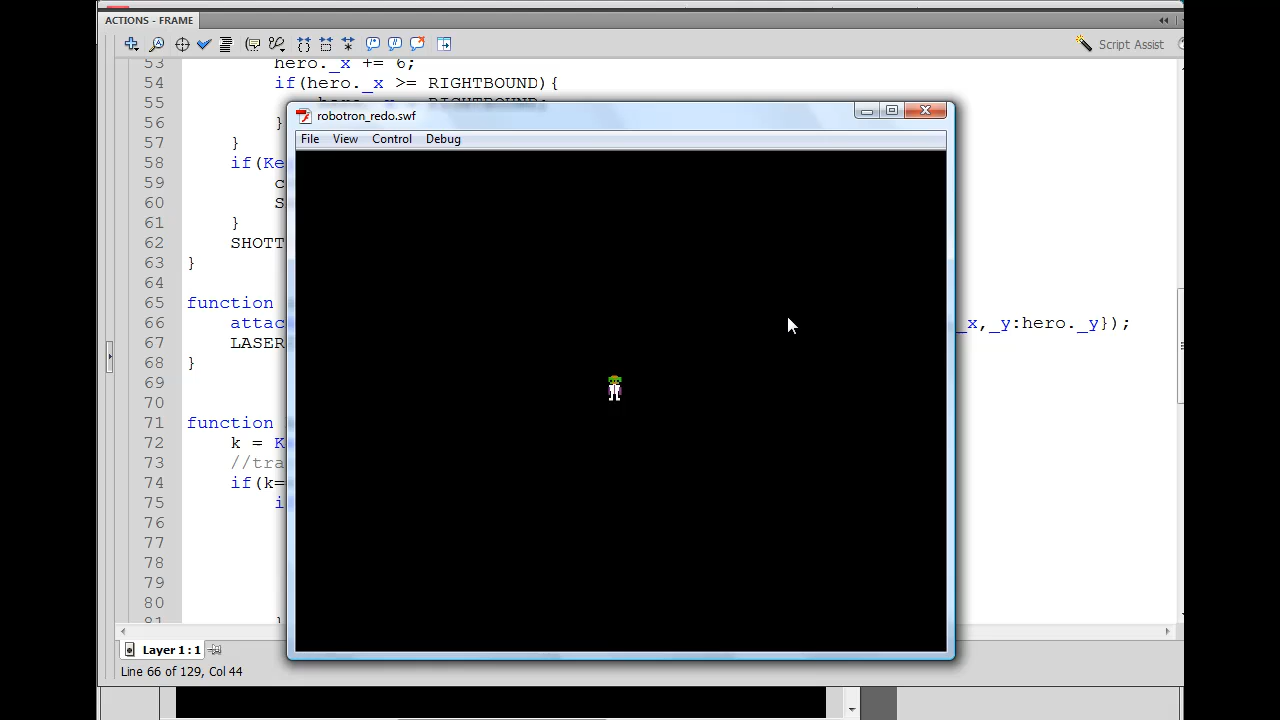 ACTIONS - FRAME
Script Assist
53 hero._x += 6;
54 if(hero._x >= RIGHTBOUND){
55
56 }
57 }
58 if(Ke
59 c
60 S
61 }
62 SHOTT
63 }
64
65 function
66 attac _x,_y:hero._y});
67 LASER
68 }
69
70
71 function
72 k = K
73 //tra
74 if(k=
75 i
76
77
78
79
80
81
robotron_redo.swf
File View Control Debug
Layer 1 : 1
Line 66 of 129, Col 44